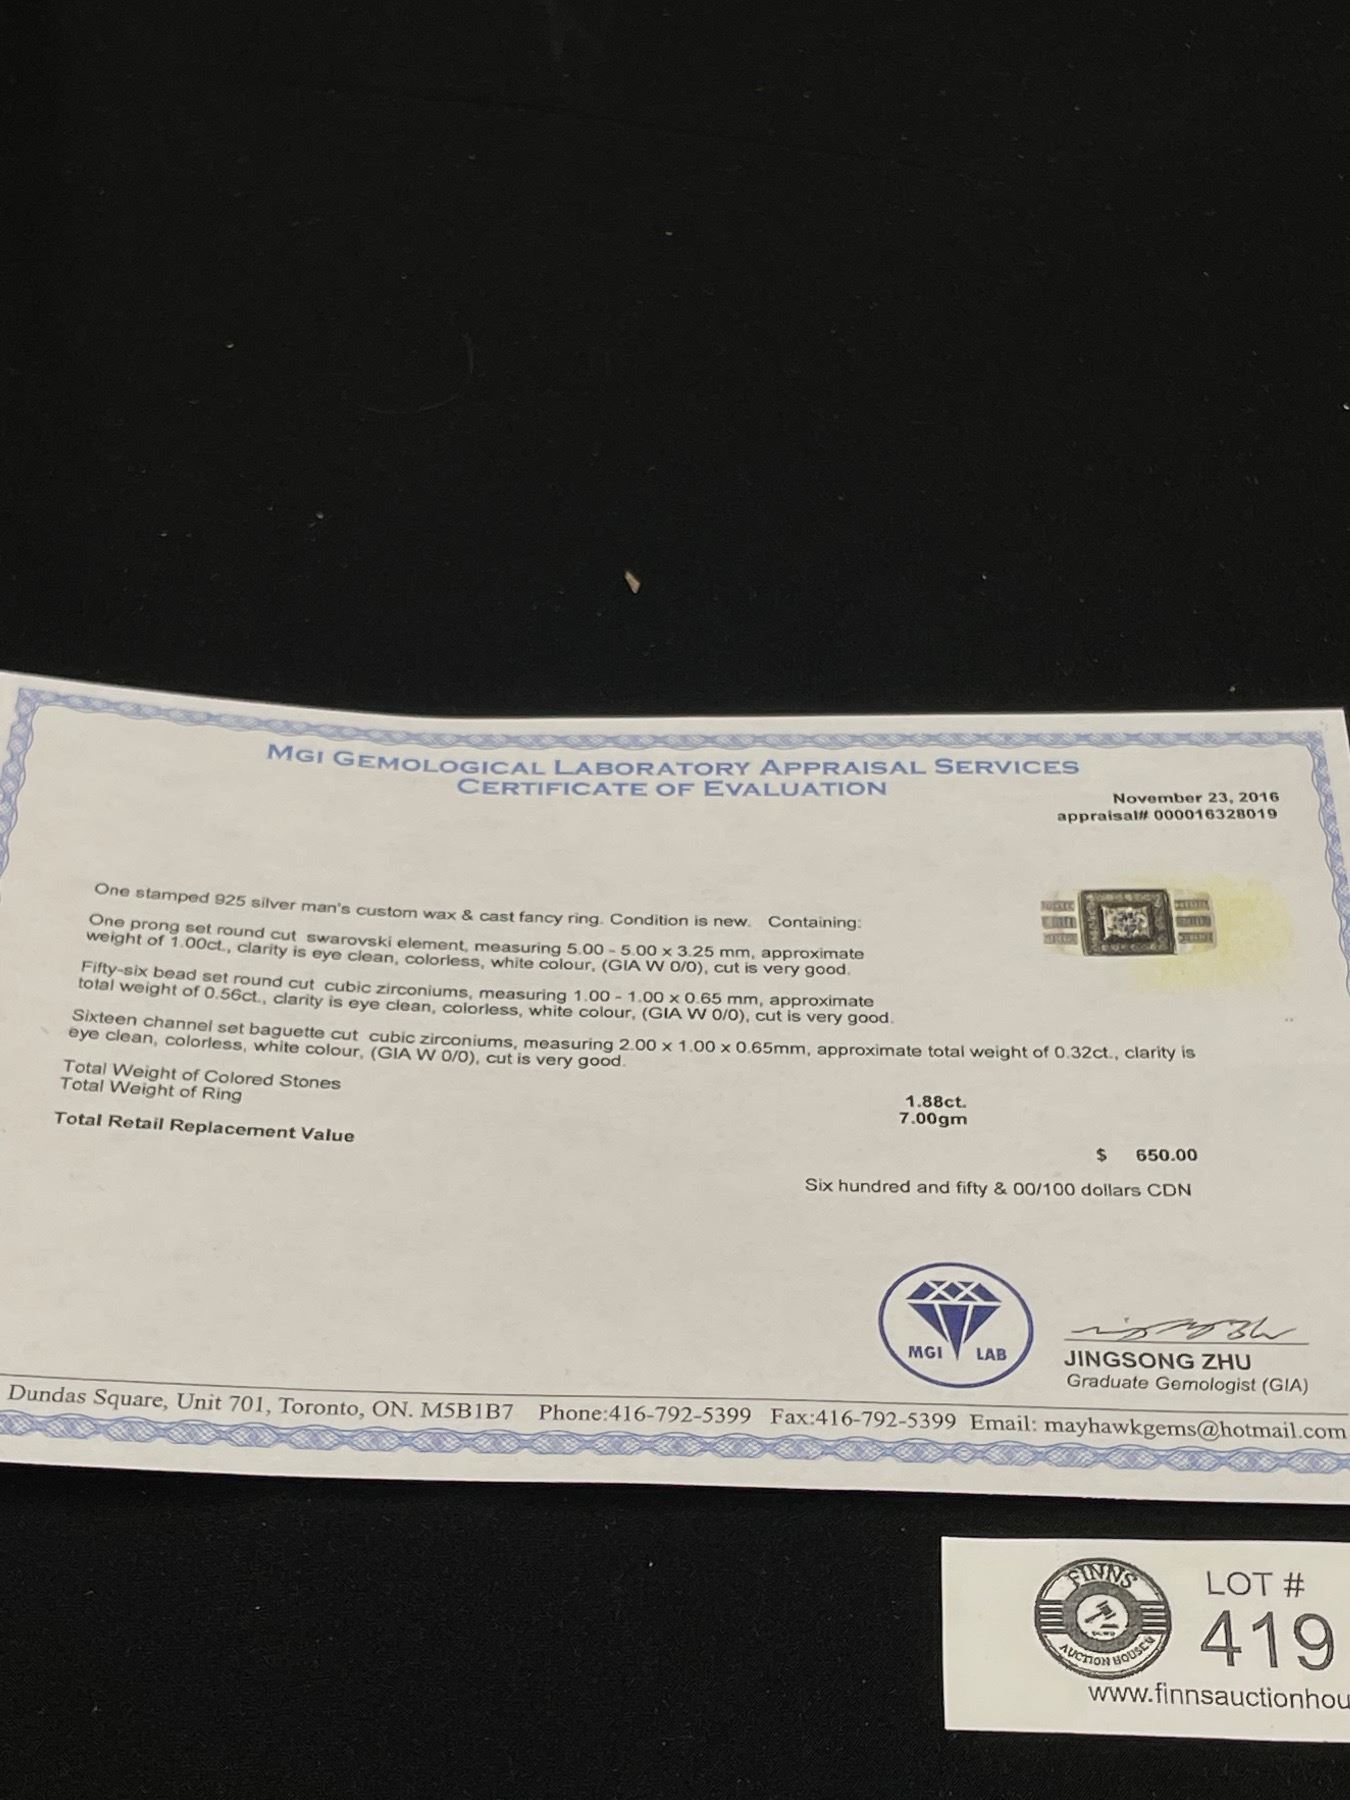 MGI GEMOLOGICAL LABORATORY APPRAISAL SERVICES
CERTIFICATE OF EVALUATION
November 23, 2016
appraisal# 000016328019
One stamped 925 silver man's custom wax & cast fancy ring. Condition is new. Containing:
One prong set round cut swarovski element, measuring 5.00 - 5.00 x 3.25 mm, approximate
weight of 1.00ct., clarity is eye clean, colorless, white colour, (GIA W 0/0), cut is very good.
Fifty-six bead set round cut cubic zirconiums, measuring 1.00 - 1.00 x 0.65 mm, approximate
total weight of 0.56ct., clarity is eye clean, colorless, white colour, (GIA W 0/0), cut is very good.
Sixteen channel set baguette cut cubic zirconiums, measuring 2.00 x 1.00 x 0.65mm, approximate total weight of 0.32ct., clarity is
eye clean, colorless, white colour, (GIA W 0/0), cut is very good.
Total Weight of Colored Stones 1.88ct.
Total Weight of Ring 7.00gm
Total Retail Replacement Value $ 650.00
Six hundred and fifty & 00/100 dollars CDN
MGI LAB
JINGSONG ZHU
Graduate Gemologist (GIA)
Dundas Square, Unit 701, Toronto, ON. M5B1B7 Phone:416-792-5399 Fax:416-792-5399 Email: mayhawkgems@hotmail.com
FINNS
AUCTION HOUSE
LOT #
419
www.finnsauctionhou